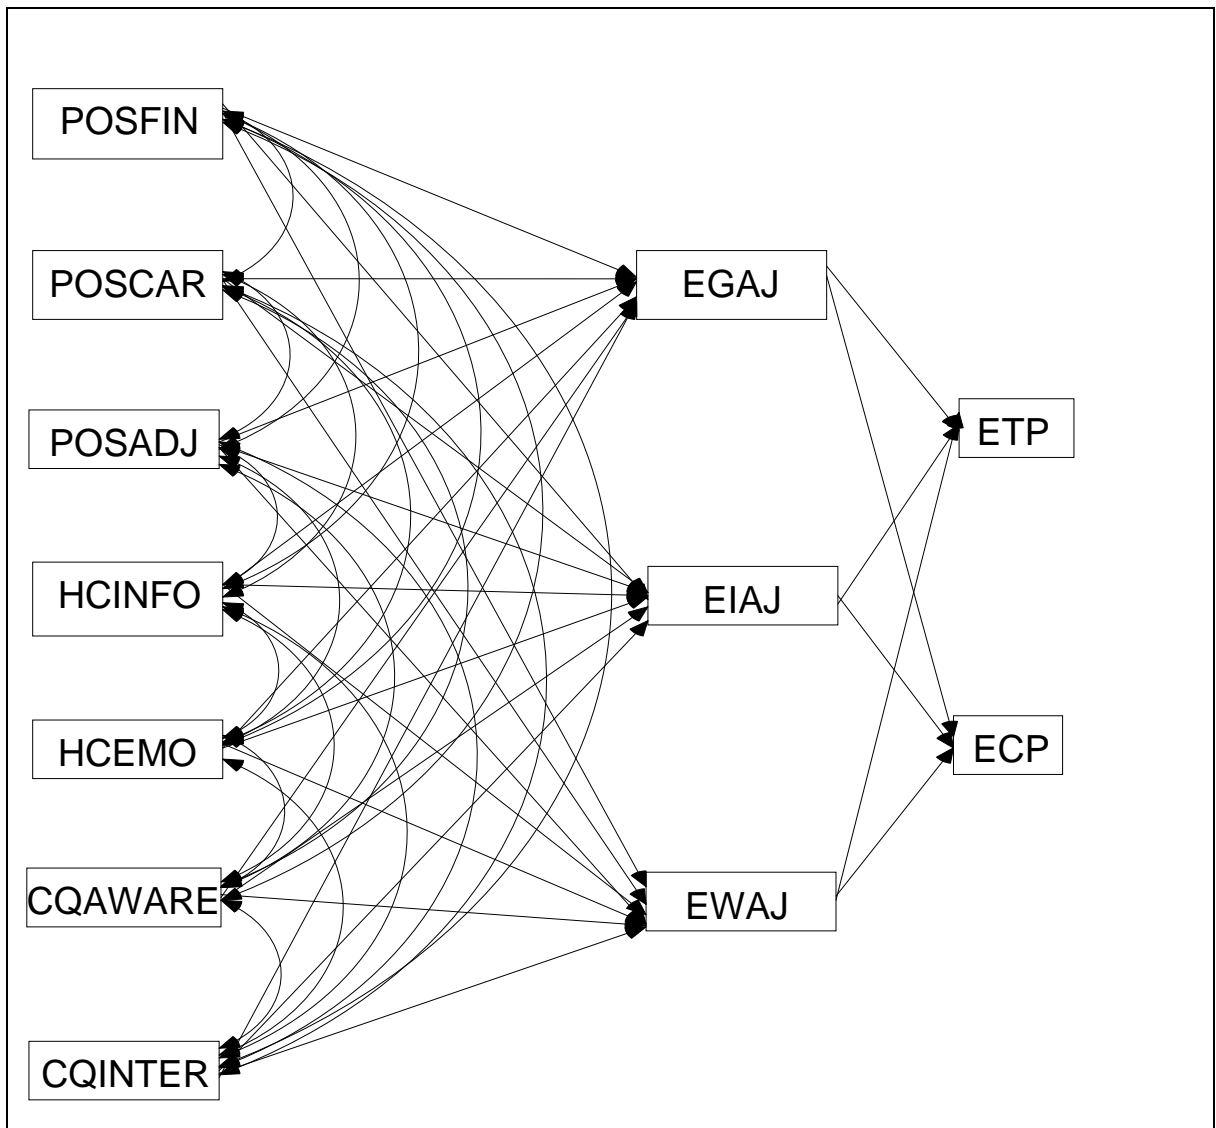 POSFIN
POSCAR
POSADJ
HCINFO
HCEMO
CQAWARE
CQINTER
EGAJ
EIAJ
EWAJ
ETP
ECP